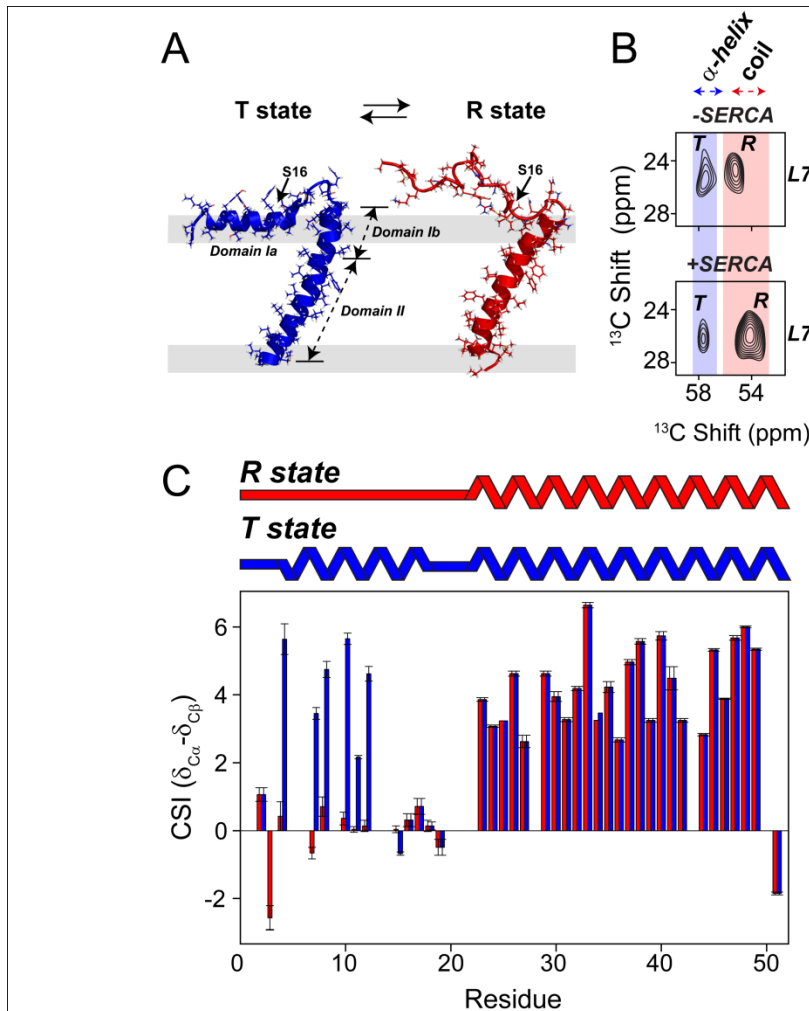 A
T state
R state
S16
S16
Domain Ia
Domain Ib
Domain II
B
α-helix
coil
-SERCA
T R
24
28
L7
+SERCA
T R
24
28
L7
58 54
¹³C Shift (ppm)
¹³C Shift (ppm)
C
R state
T state
CSI (δCα-δCβ)
6
4
2
0
-2
0 10 20 30 40 50
Residue